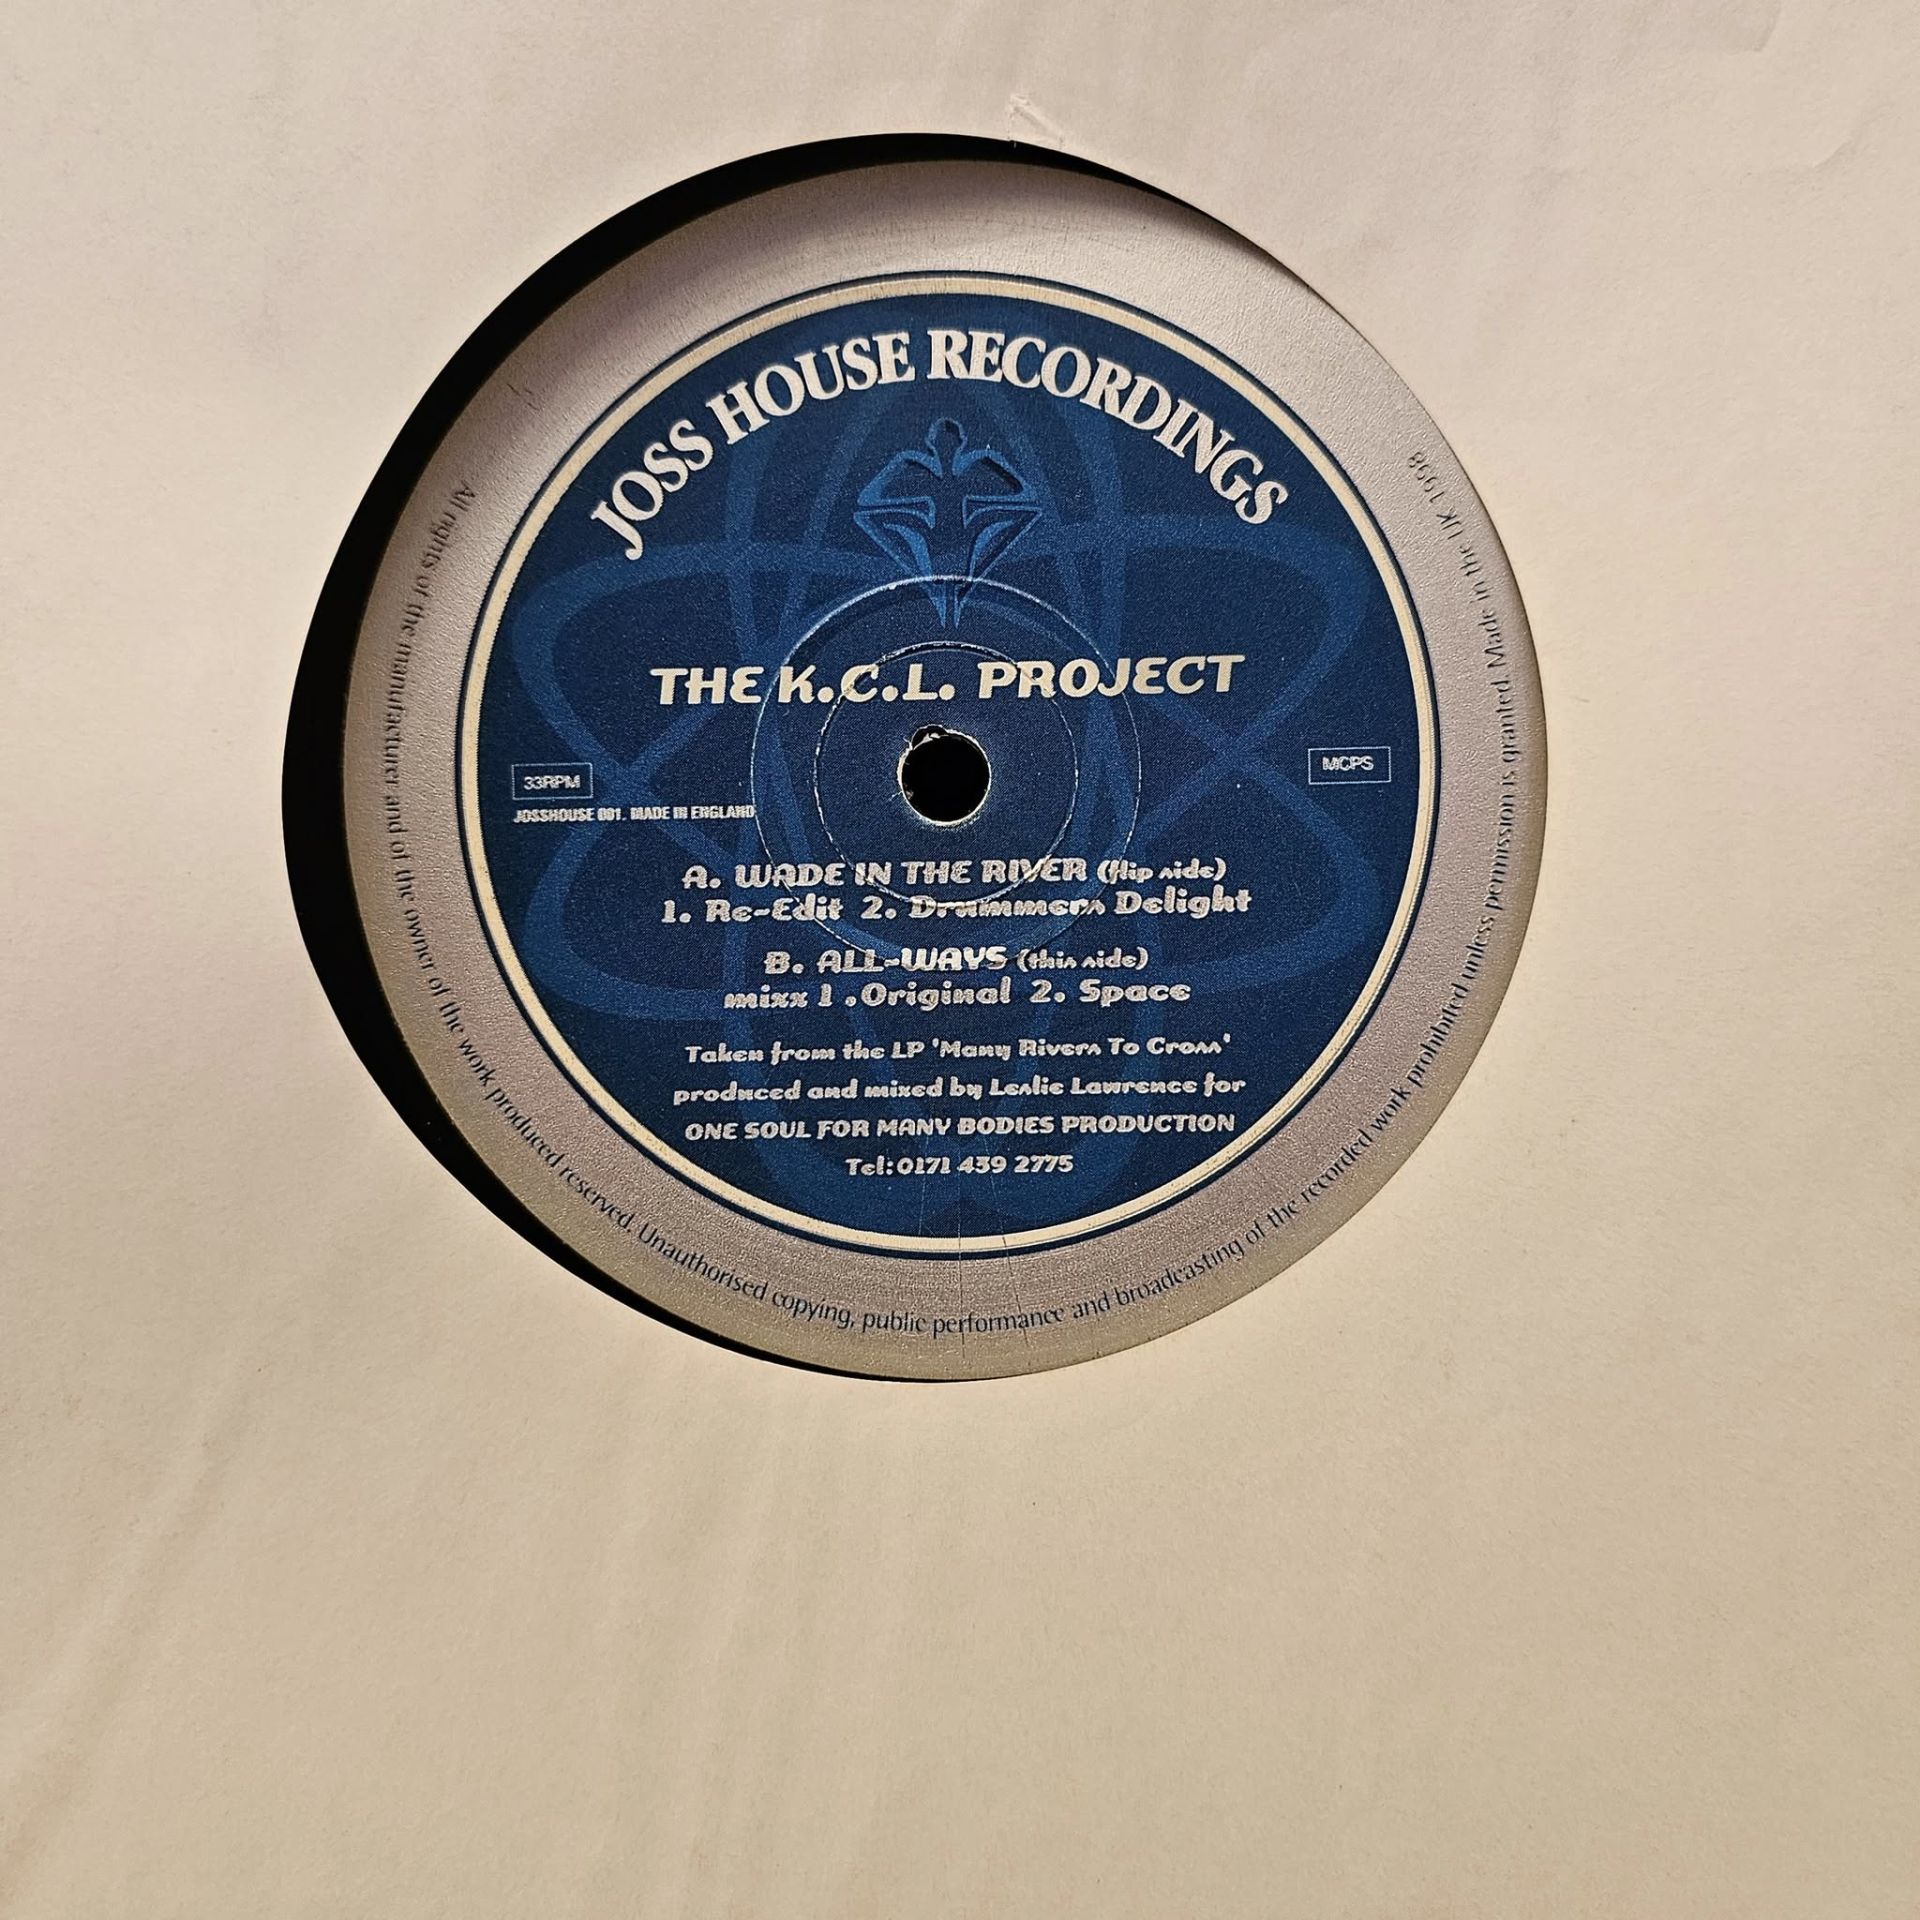 JOSS HOUSE RECORDINGS
THE K.C.L. PROJECT
33RPM
MCPS
JOSSHOUSE 001. MADE IN ENGLAND
A. WADE IN THE RIVER (flip side)
1. Re-Edit 2. Drummers Delight
B. ALL-WAYS (this side)
mixx 1 .Original 2. Space
Taken from the LP 'Many Rivers To Cross'
produced and mixed by Leslie Lawrence for
ONE SOUL FOR MANY BODIES PRODUCTION
Tel:0171 439 2775
All rights of the manufacturer and of the owner of the work produced reserved. Unauthorised copying, public performance and broadcasting of the recorded work prohibited unless permission is granted Made in the UK 1998